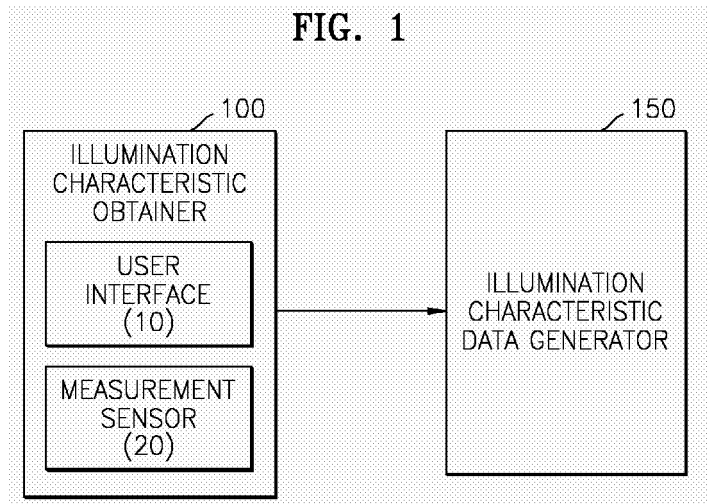 FIG. 1
100
ILLUMINATION
CHARACTERISTIC
OBTAINER
USER
INTERFACE
(10)
MEASUREMENT
SENSOR
(20)
150
ILLUMINATION
CHARACTERISTIC
DATA GENERATOR